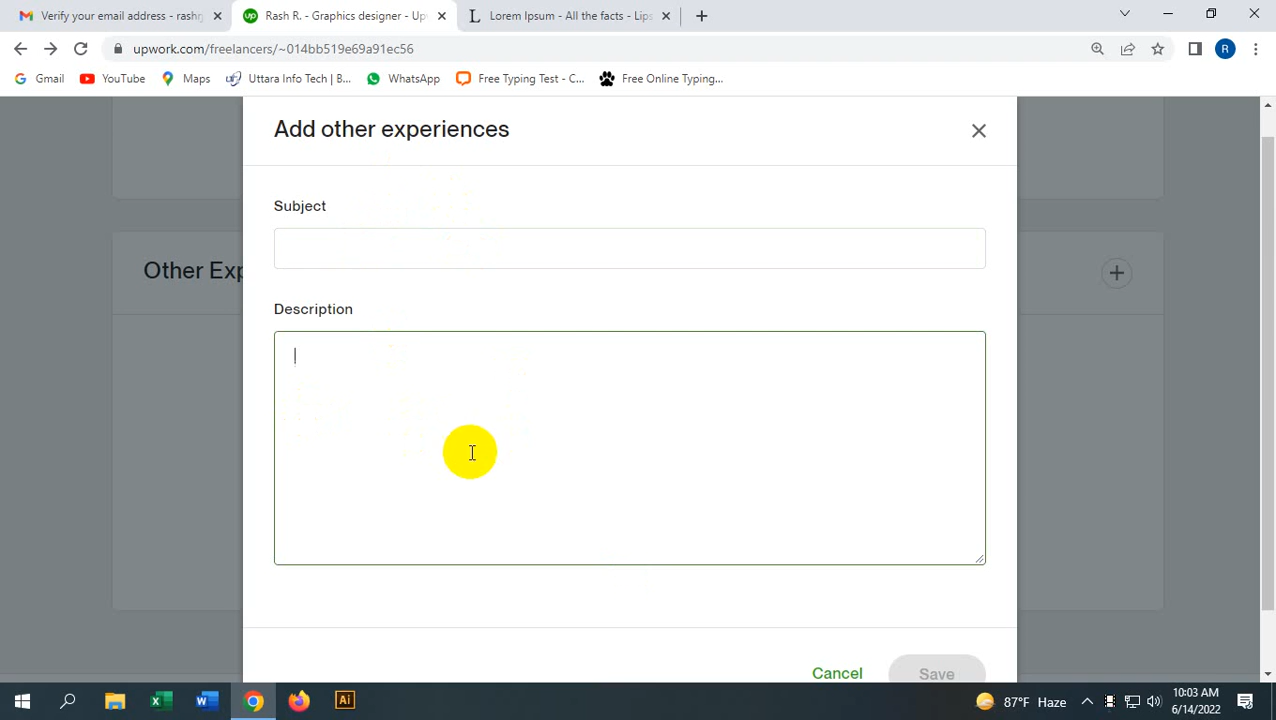 Verify your email address - rashr
Rash R. - Graphics designer - Up
Lorem Ipsum - All the facts - Lips
upwork.com/freelancers/~014bb519e69a91ec56
R
Gmail
YouTube
Maps
Uttara Info Tech | B...
WhatsApp
Free Typing Test - C...
Free Online Typing...
Add other experiences
Subject
Other Exp
Description
Cancel
Save
87°F Haze
10:03 AM
6/14/2022